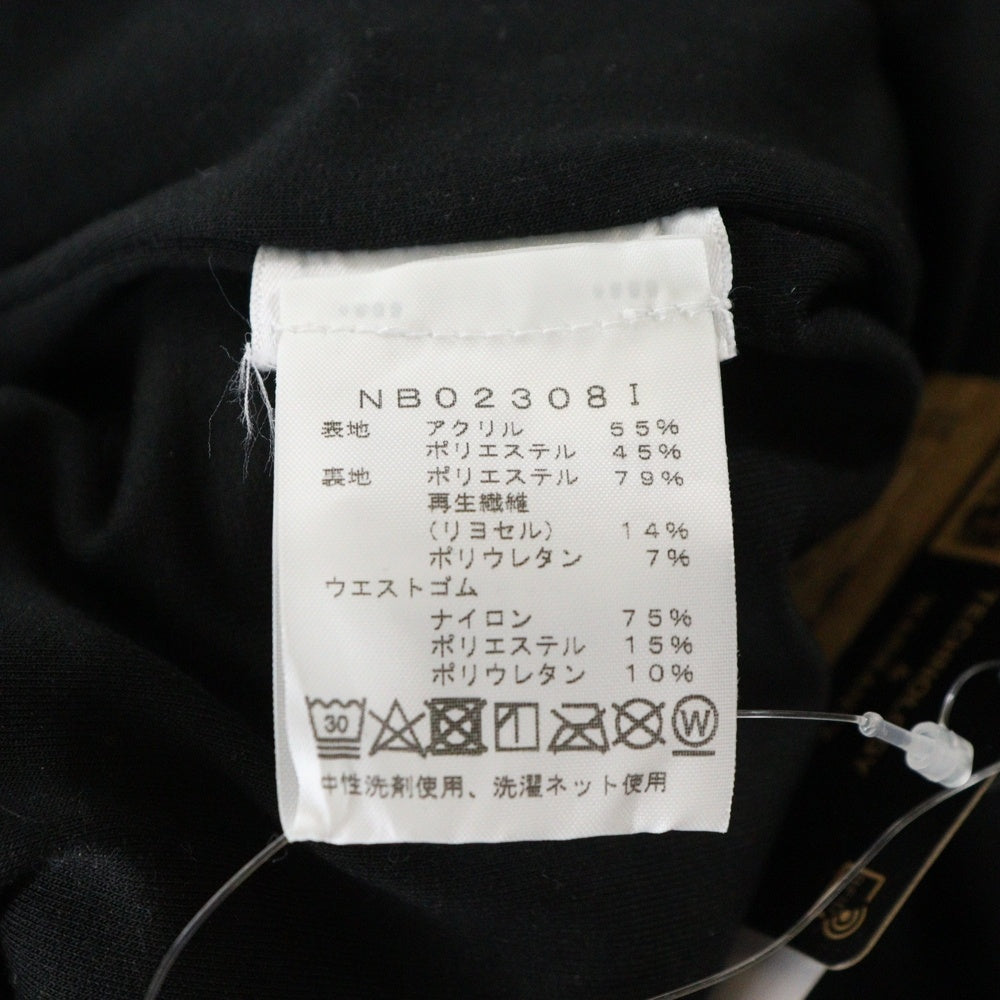 NB02308I
表地 アクリル 55%
ポリエステル 45%
裏地 ポリエステル 79%
再生繊維
(リヨセル) 14%
ポリウレタン 7%
ウエストゴム
ナイロン 75%
ポリエステル 15%
ポリウレタン 10%
30 W
中性洗剤使用、洗濯ネット使用
TECHNOLOGY